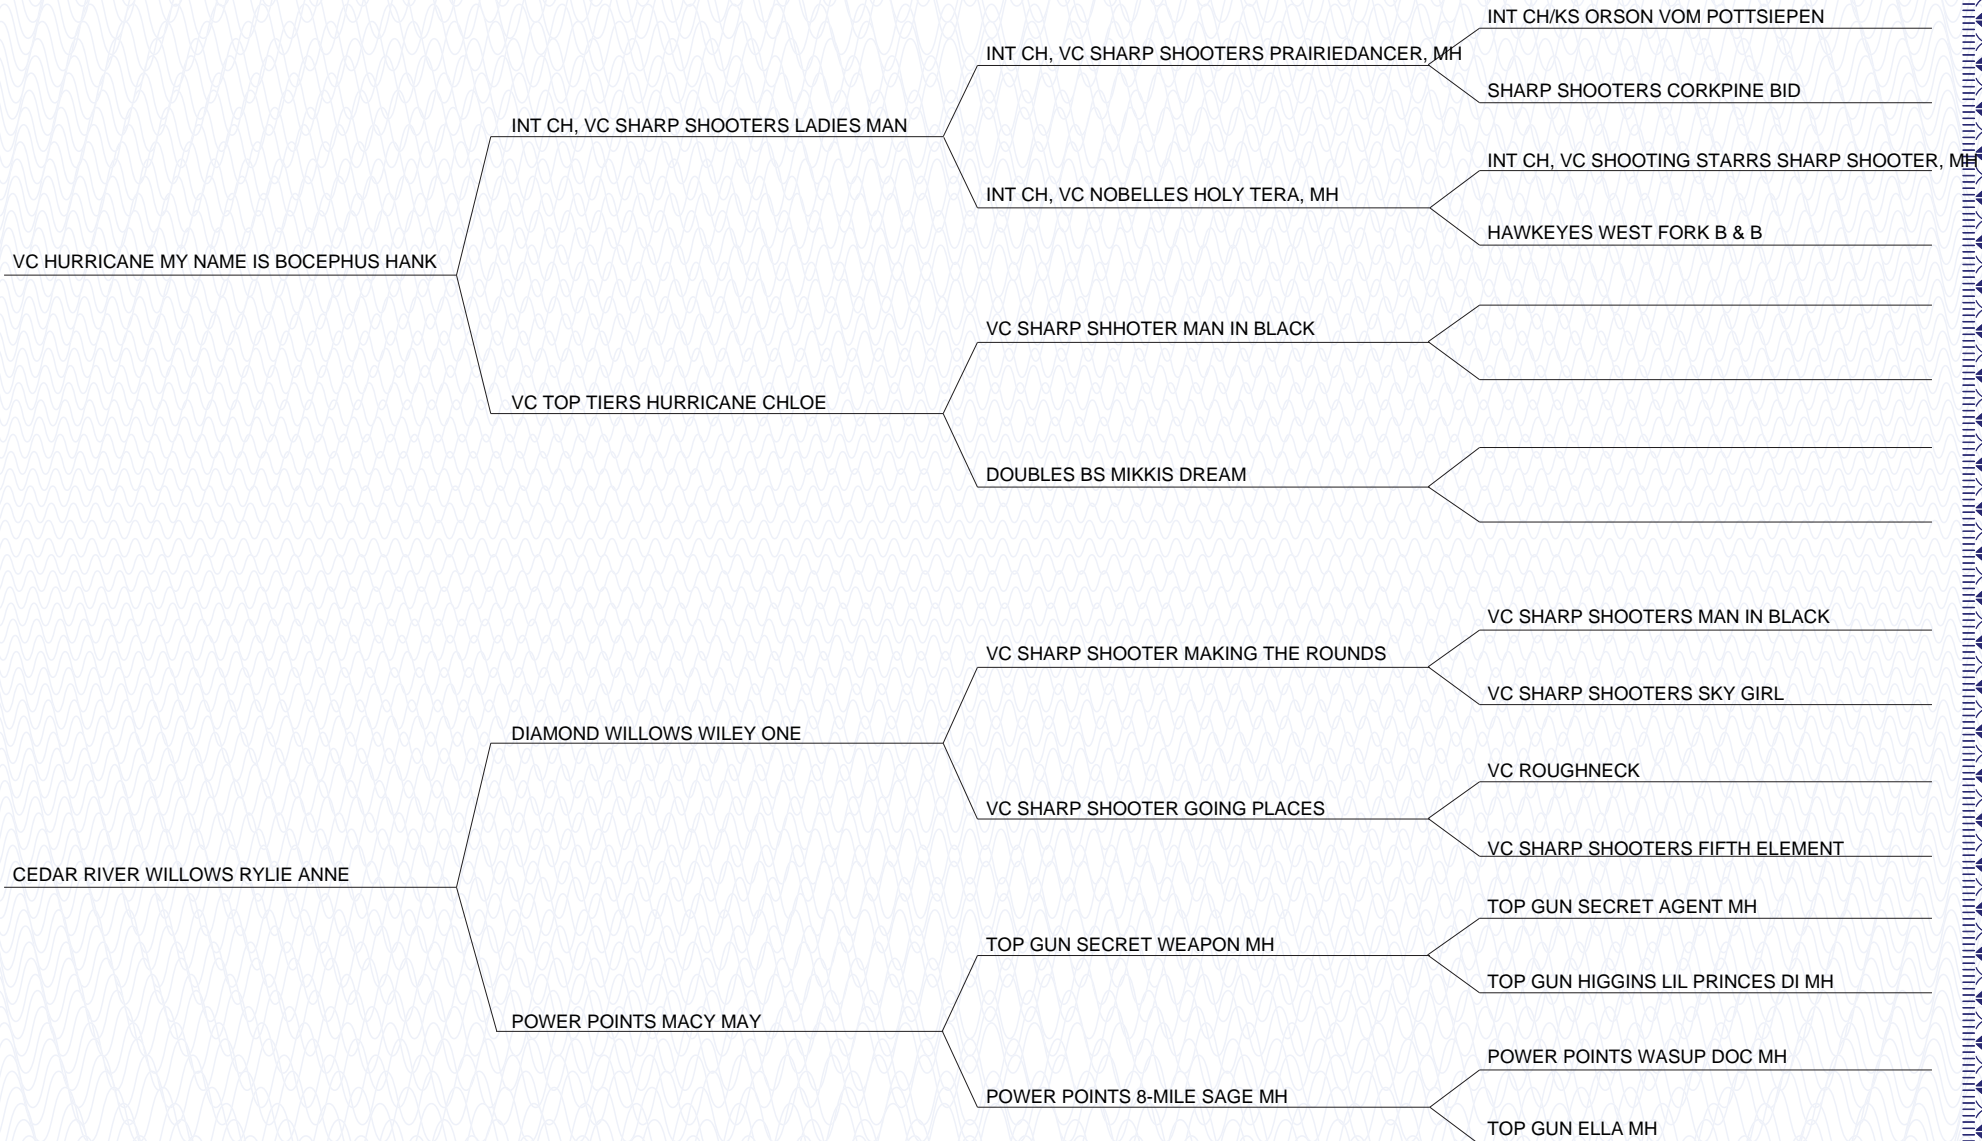 INT CH/KS ORSON VOM POTTSIEPEN
INT CH, VC SHARP SHOOTERS PRAIRIEDANCER, MH
SHARP SHOOTERS CORKPINE BID
INT CH, VC SHARP SHOOTERS LADIES MAN
INT CH, VC SHOOTING STARRS SHARP SHOOTER, MH
INT CH, VC NOBELLES HOLY TERA, MH
HAWKEYES WEST FORK B & B
VC HURRICANE MY NAME IS BOCEPHUS HANK
VC SHARP SHHOTER MAN IN BLACK
VC TOP TIERS HURRICANE CHLOE
DOUBLES BS MIKKIS DREAM
VC SHARP SHOOTERS MAN IN BLACK
VC SHARP SHOOTER MAKING THE ROUNDS
VC SHARP SHOOTERS SKY GIRL
DIAMOND WILLOWS WILEY ONE
VC ROUGHNECK
VC SHARP SHOOTER GOING PLACES
VC SHARP SHOOTERS FIFTH ELEMENT
CEDAR RIVER WILLOWS RYLIE ANNE
TOP GUN SECRET AGENT MH
TOP GUN SECRET WEAPON MH
TOP GUN HIGGINS LIL PRINCES DI MH
POWER POINTS MACY MAY
POWER POINTS WASUP DOC MH
POWER POINTS 8-MILE SAGE MH
TOP GUN ELLA MH